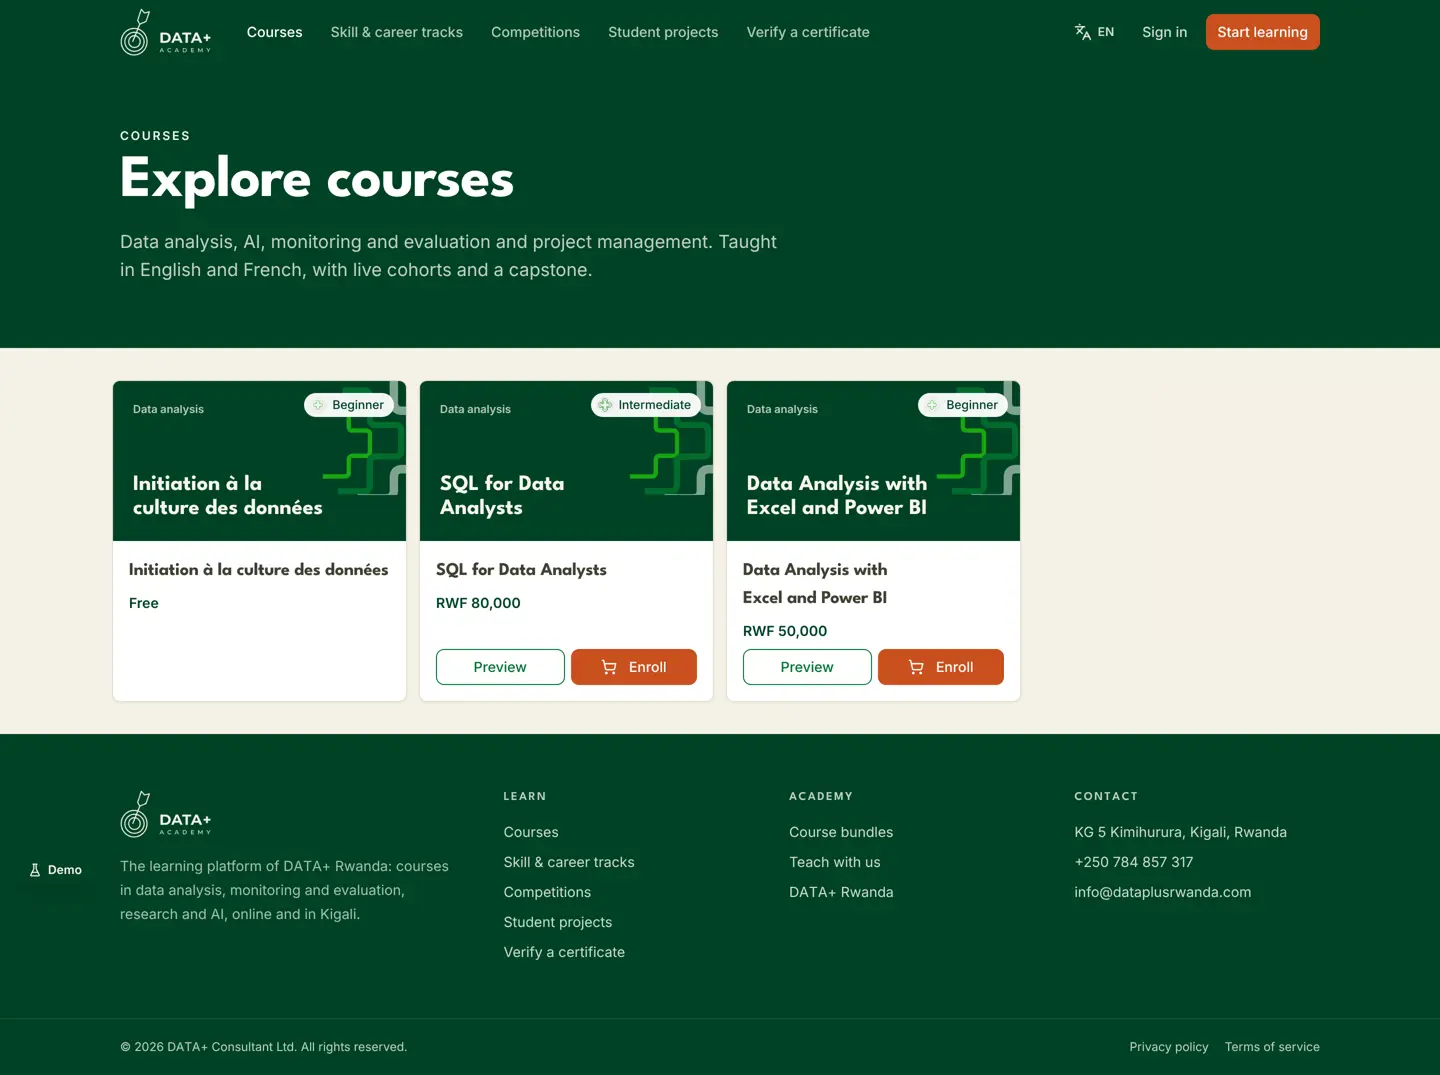 DATA+
ACADEMY
Courses
Skill & career tracks
Competitions
Student projects
Verify a certificate
EN
Sign in
Start learning
COURSES
Explore courses
Data analysis, AI, monitoring and evaluation and project management. Taught
in English and French, with live cohorts and a capstone.
Data analysis
Beginner
Initiation à la
culture des données
Initiation à la culture des données
Free
Data analysis
Intermediate
SQL for Data
Analysts
SQL for Data Analysts
RWF 80,000
Preview
Enroll
Data analysis
Beginner
Data Analysis with
Excel and Power BI
Data Analysis with
Excel and Power BI
RWF 50,000
Preview
Enroll
DATA+
ACADEMY
The learning platform of DATA+ Rwanda: courses
in data analysis, monitoring and evaluation,
research and AI, online and in Kigali.
Demo
LEARN
Courses
Skill & career tracks
Competitions
Student projects
Verify a certificate
ACADEMY
Course bundles
Teach with us
DATA+ Rwanda
CONTACT
KG 5 Kimihurura, Kigali, Rwanda
+250 784 857 317
info@dataplusrwanda.com
© 2026 DATA+ Consultant Ltd. All rights reserved.
Privacy policy
Terms of service